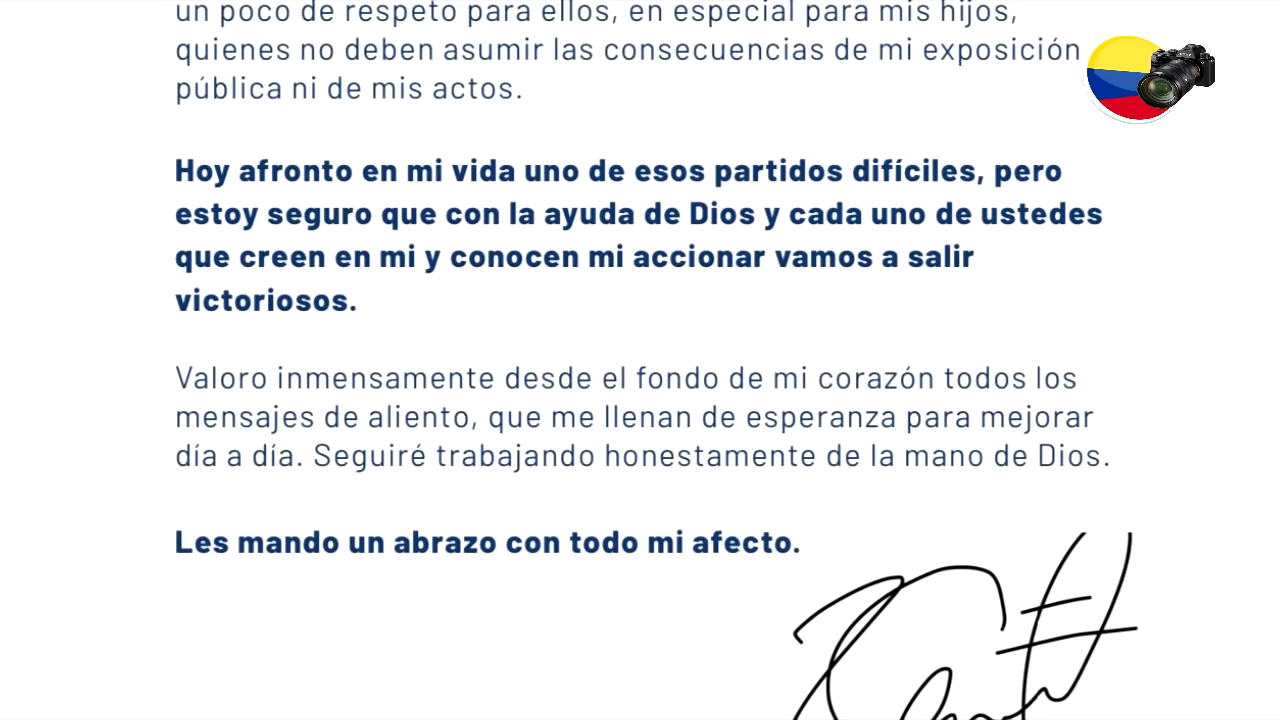 un poco de respeto para ellos, en especial para mis hijos,
quienes no deben asumir las consecuencias de mi exposición
pública ni de mis actos.
Hoy afronto en mi vida uno de esos partidos difíciles, pero
estoy seguro que con la ayuda de Dios y cada uno de ustedes
que creen en mi y conocen mi accionar vamos a salir
victoriosos.
Valoro inmensamente desde el fondo de mi corazón todos los
mensajes de aliento, que me llenan de esperanza para mejorar
día a día. Seguiré trabajando honestamente de la mano de Dios.
Les mando un abrazo con todo mi afecto.